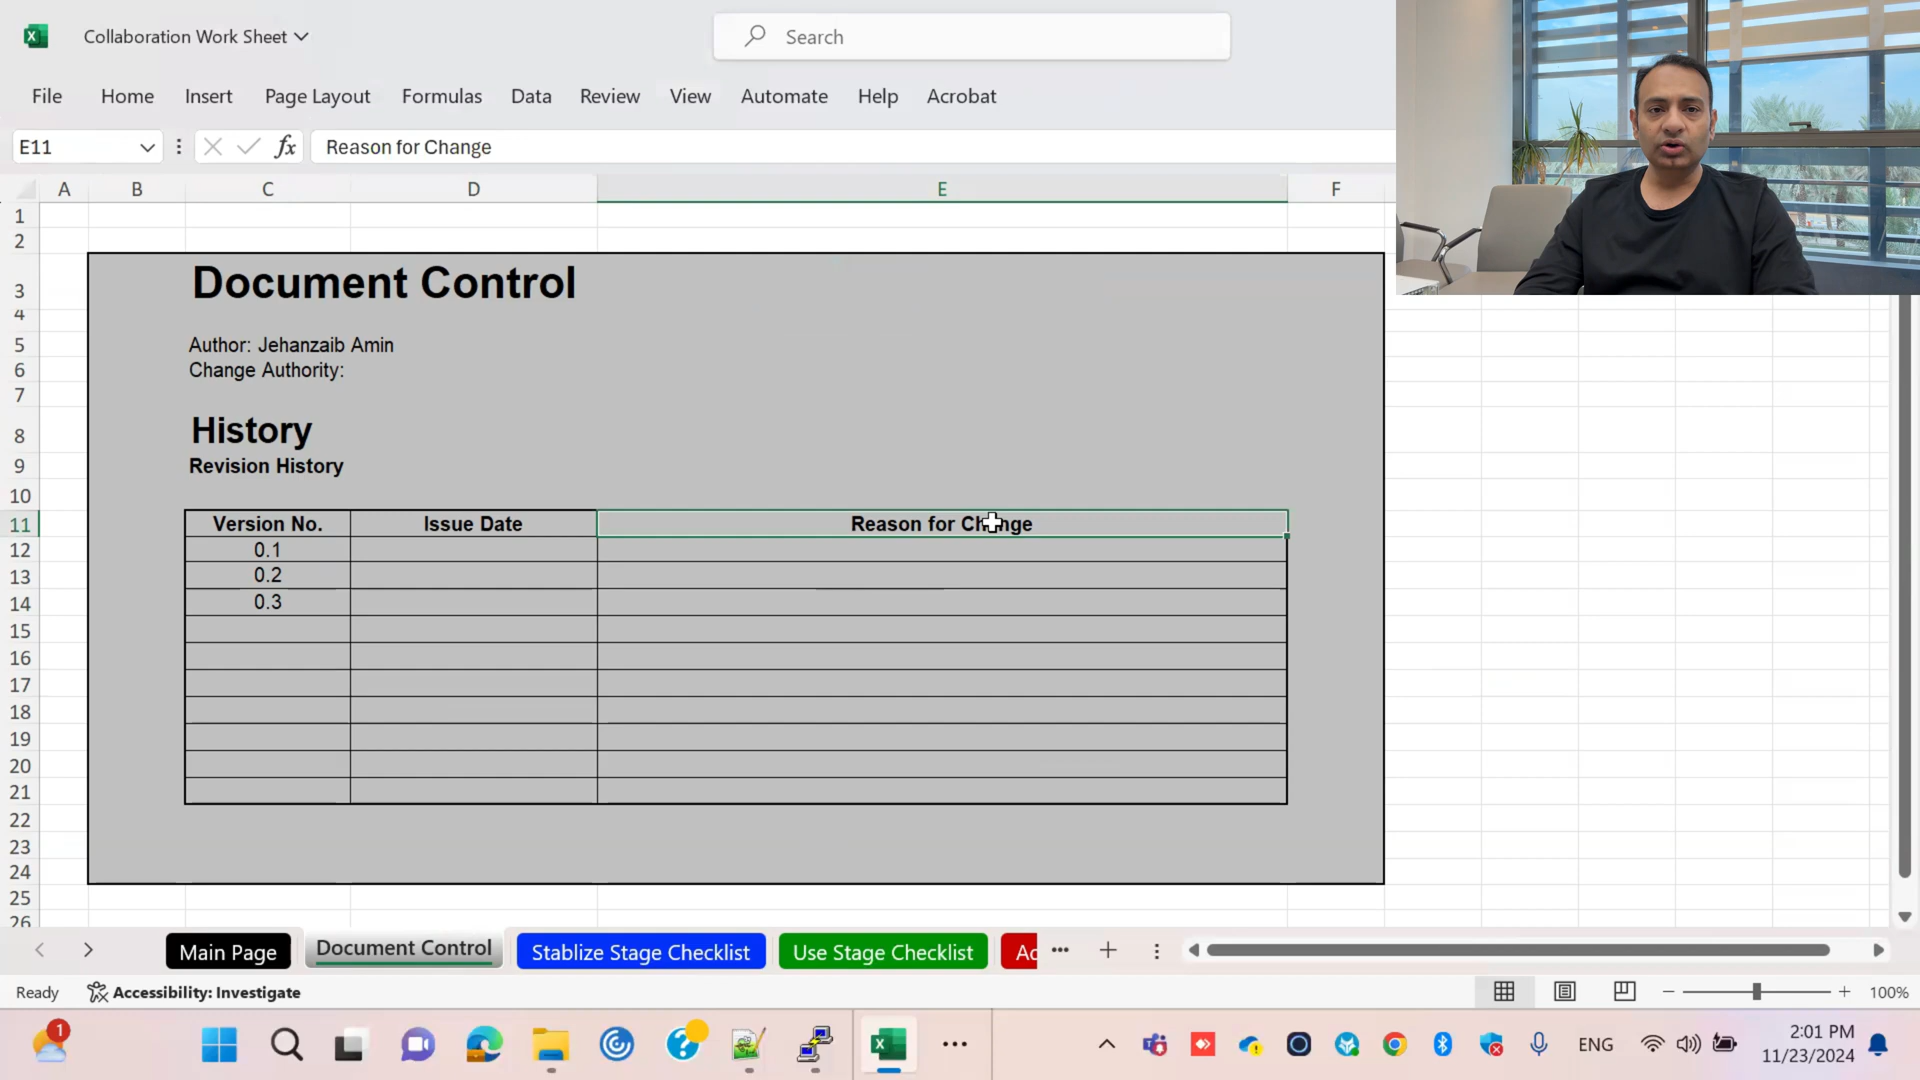 Collaboration Work Sheet
Search
File Home Insert Page Layout Formulas Data Review View Automate Help Acrobat
E11 fx Reason for Change
A B C D E F
1
2
3 Document Control
4
5 Author: Jehanzaib Amin
6 Change Authority:
7
8 History
9 Revision History
10
11 Version No. Issue Date Reason for Change
12 0.1
13 0.2
14 0.3
15
16
17
18
19
20
21
22
23
24
25
26
Main Page Document Control Stablize Stage Checklist Use Stage Checklist Ac
Ready Accessibility: Investigate 100%
1 ENG 2:01 PM
11/23/2024